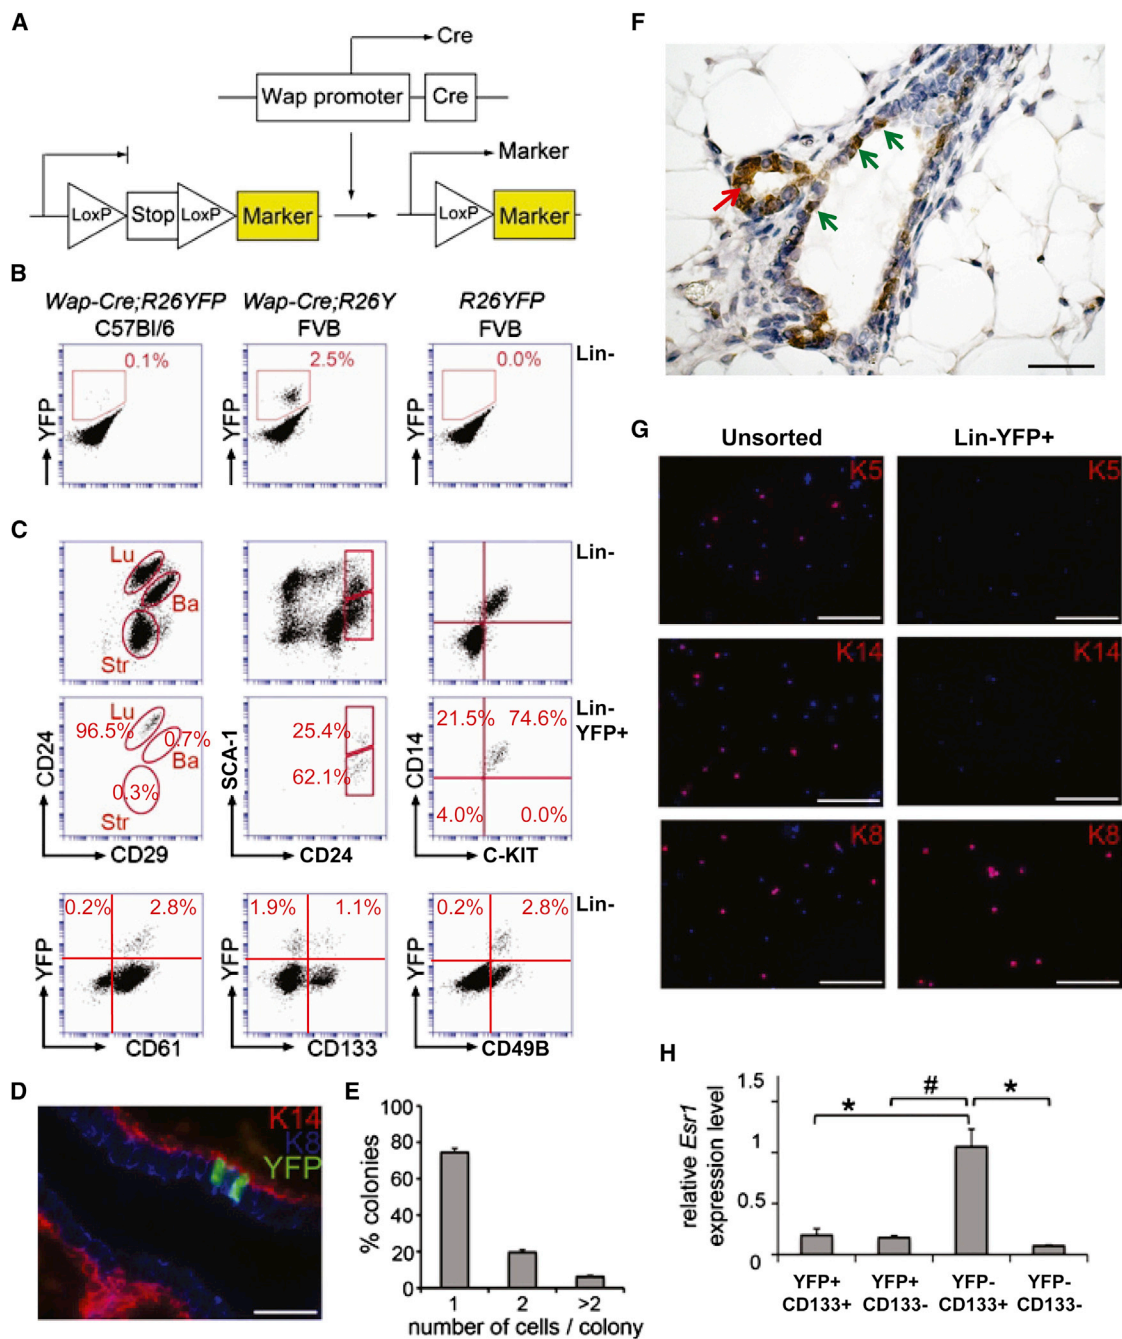 A
Cre
Wap promoter
Cre
Marker
LoxP
Stop
LoxP
Marker
LoxP
Marker
B
Wap-Cre;R26YFP
C57Bl/6
Wap-Cre;R26Y
FVB
R26YFP
FVB
0.1%
2.5%
0.0%
Lin-
YFP
YFP
YFP
C
Lu
Ba
Str
Lin-
Lu
96.5%
0.7%
Ba
0.3%
Str
25.4%
62.1%
21.5%
74.6%
4.0%
0.0%
Lin-
YFP+
CD24
CD29
SCA-1
CD24
CD14
C-KIT
0.2%
2.8%
1.9%
1.1%
0.2%
2.8%
Lin-
YFP
CD61
YFP
CD133
YFP
CD49B
D
K14
K8
YFP
E
% colonies
100
80
60
40
20
0
1
2
>2
number of cells / colony
F
G
Unsorted
Lin-YFP+
K5
K5
K14
K14
K8
K8
H
relative Esr1
expression level
1.5
1
0.5
0
*
#
*
YFP+
CD133+
YFP+
CD133-
YFP-
CD133+
YFP-
CD133-